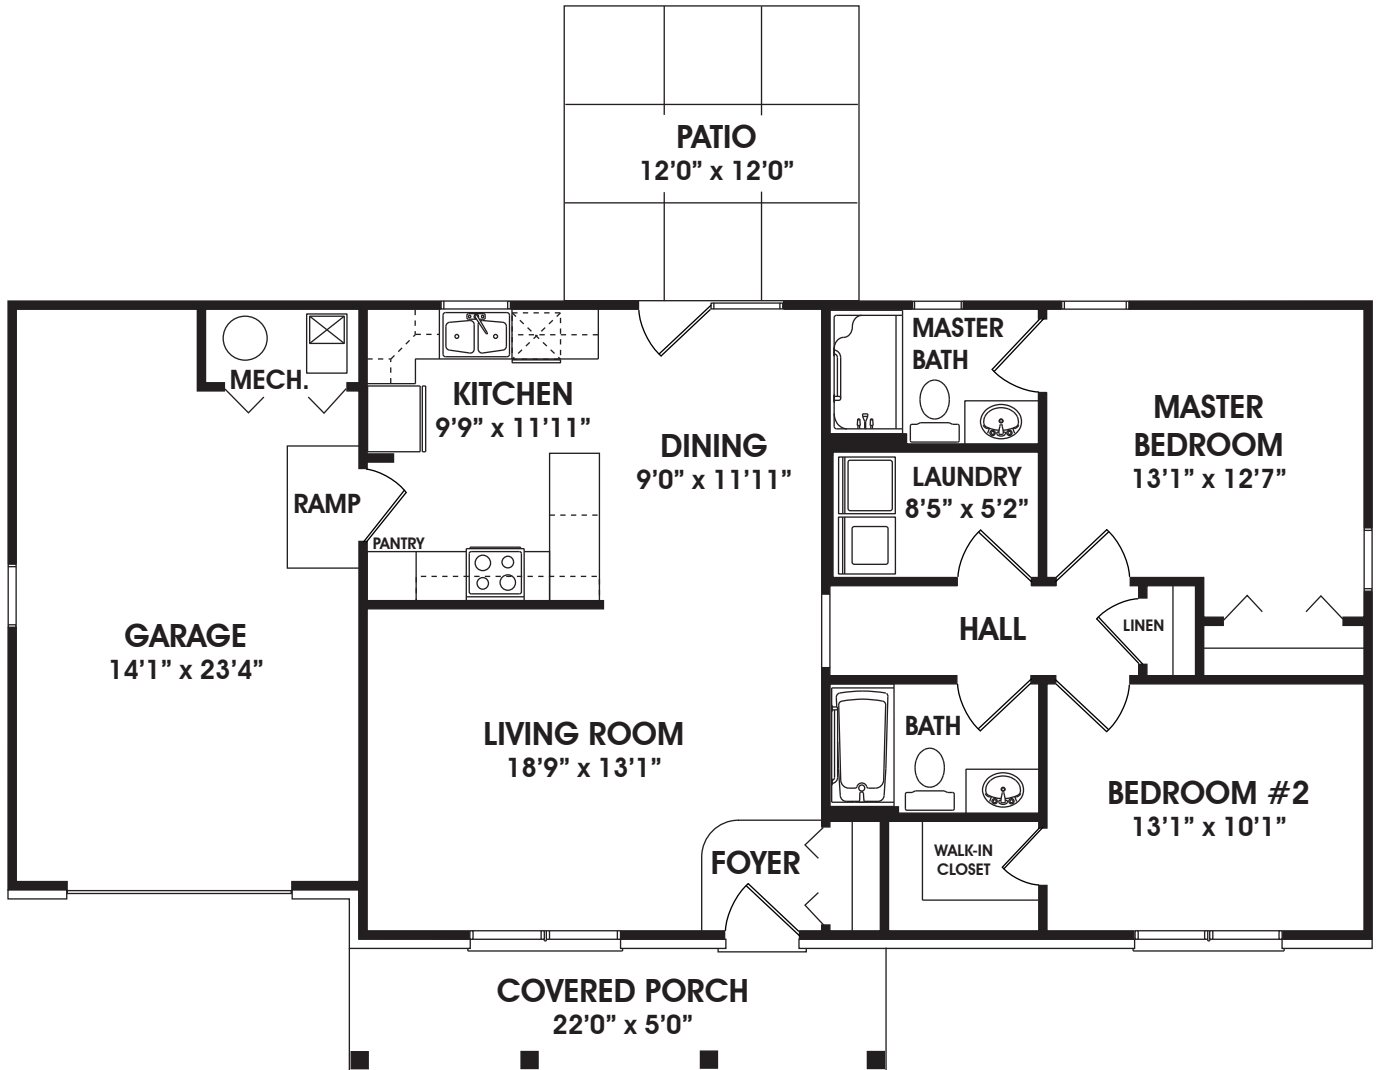 PATIO
12’0” x 12’0”
MASTER
BATH
MECH.
KITCHEN
9’9” x 11’11”
DINING
9’0” x 11’11”
MASTER
BEDROOM
13’1” x 12’7”
LAUNDRY
8’5” x 5’2”
RAMP
PANTRY
GARAGE
14’1” x 23’4”
HALL
LINEN
LIVING ROOM
18’9” x 13’1”
BATH
BEDROOM #2
13’1” x 10’1”
FOYER
WALK-IN
CLOSET
COVERED PORCH
22’0” x 5’0”